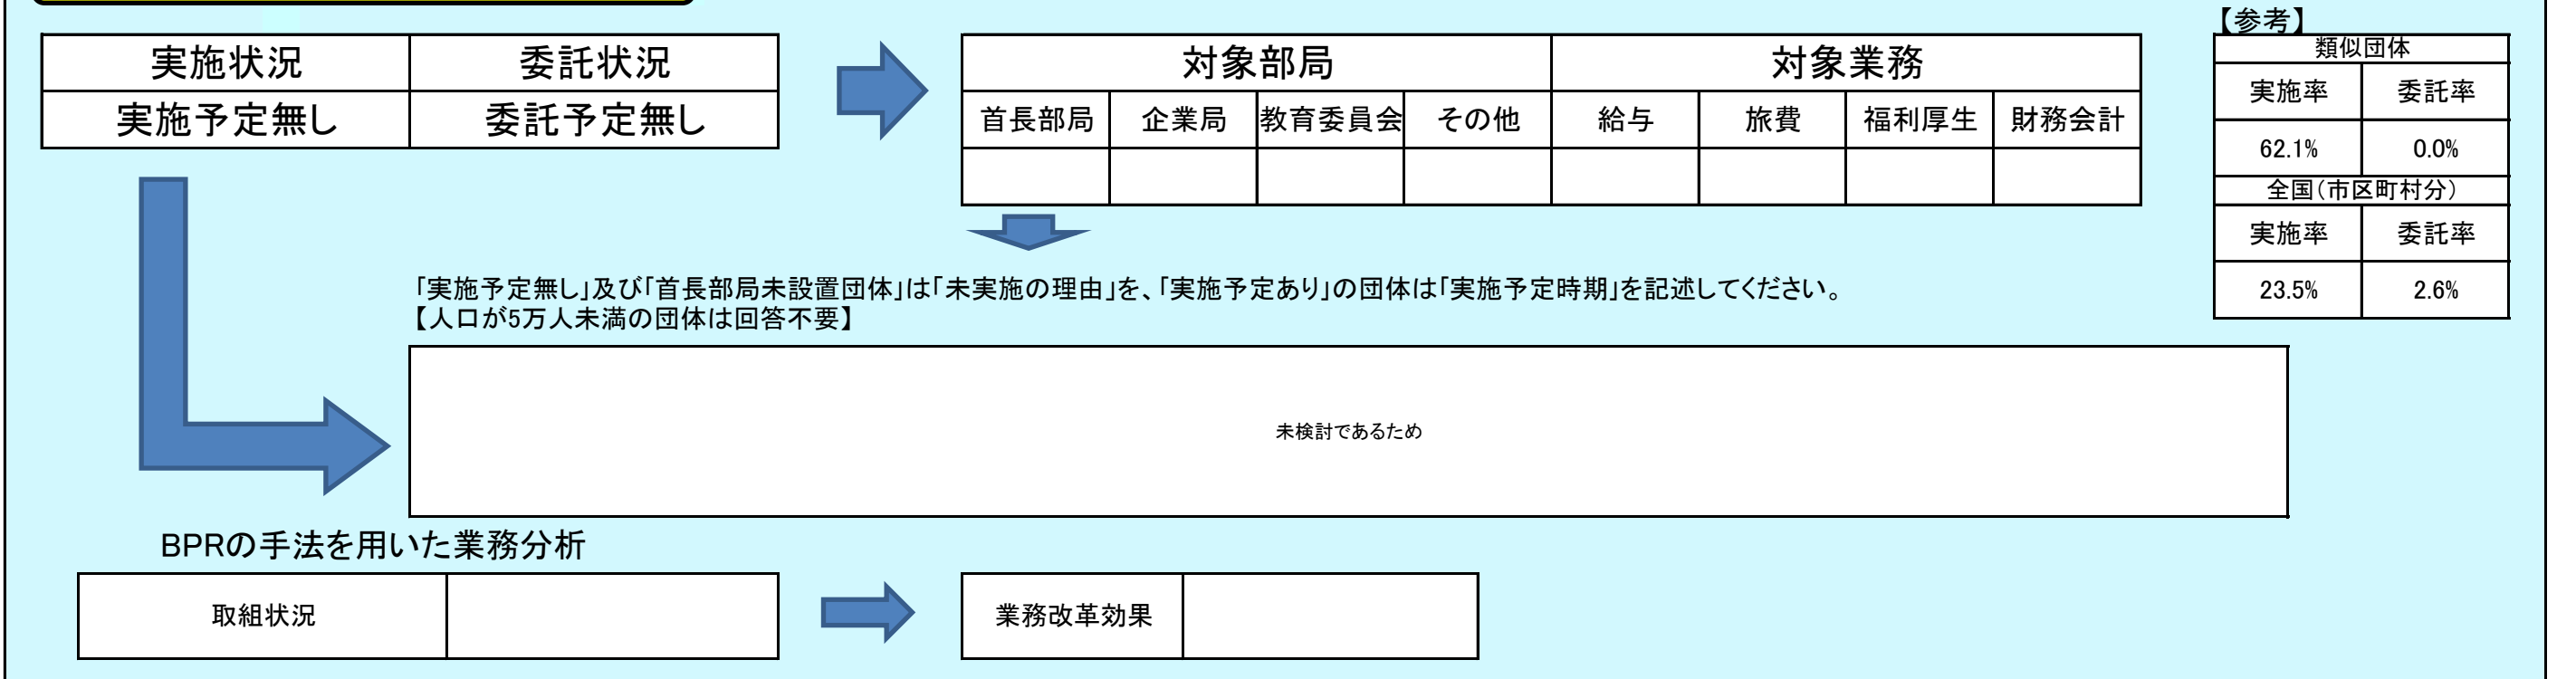 【参考】
実施状況 委託状況
実施予定無し 委託予定無し
対象部局 対象業務
首長部局 企業局 教育委員会 その他 給与 旅費 福利厚生 財務会計
類似団体
実施率 委託率
62.1% 0.0%
全国(市区町村分)
実施率 委託率
23.5% 2.6%
「実施予定無し」及び「首長部局未設置団体」は「未実施の理由」を、「実施予定あり」の団体は「実施予定時期」を記述してください。
【人口が5万人未満の団体は回答不要】
未検討であるため
BPRの手法を用いた業務分析
取組状況
業務改革効果